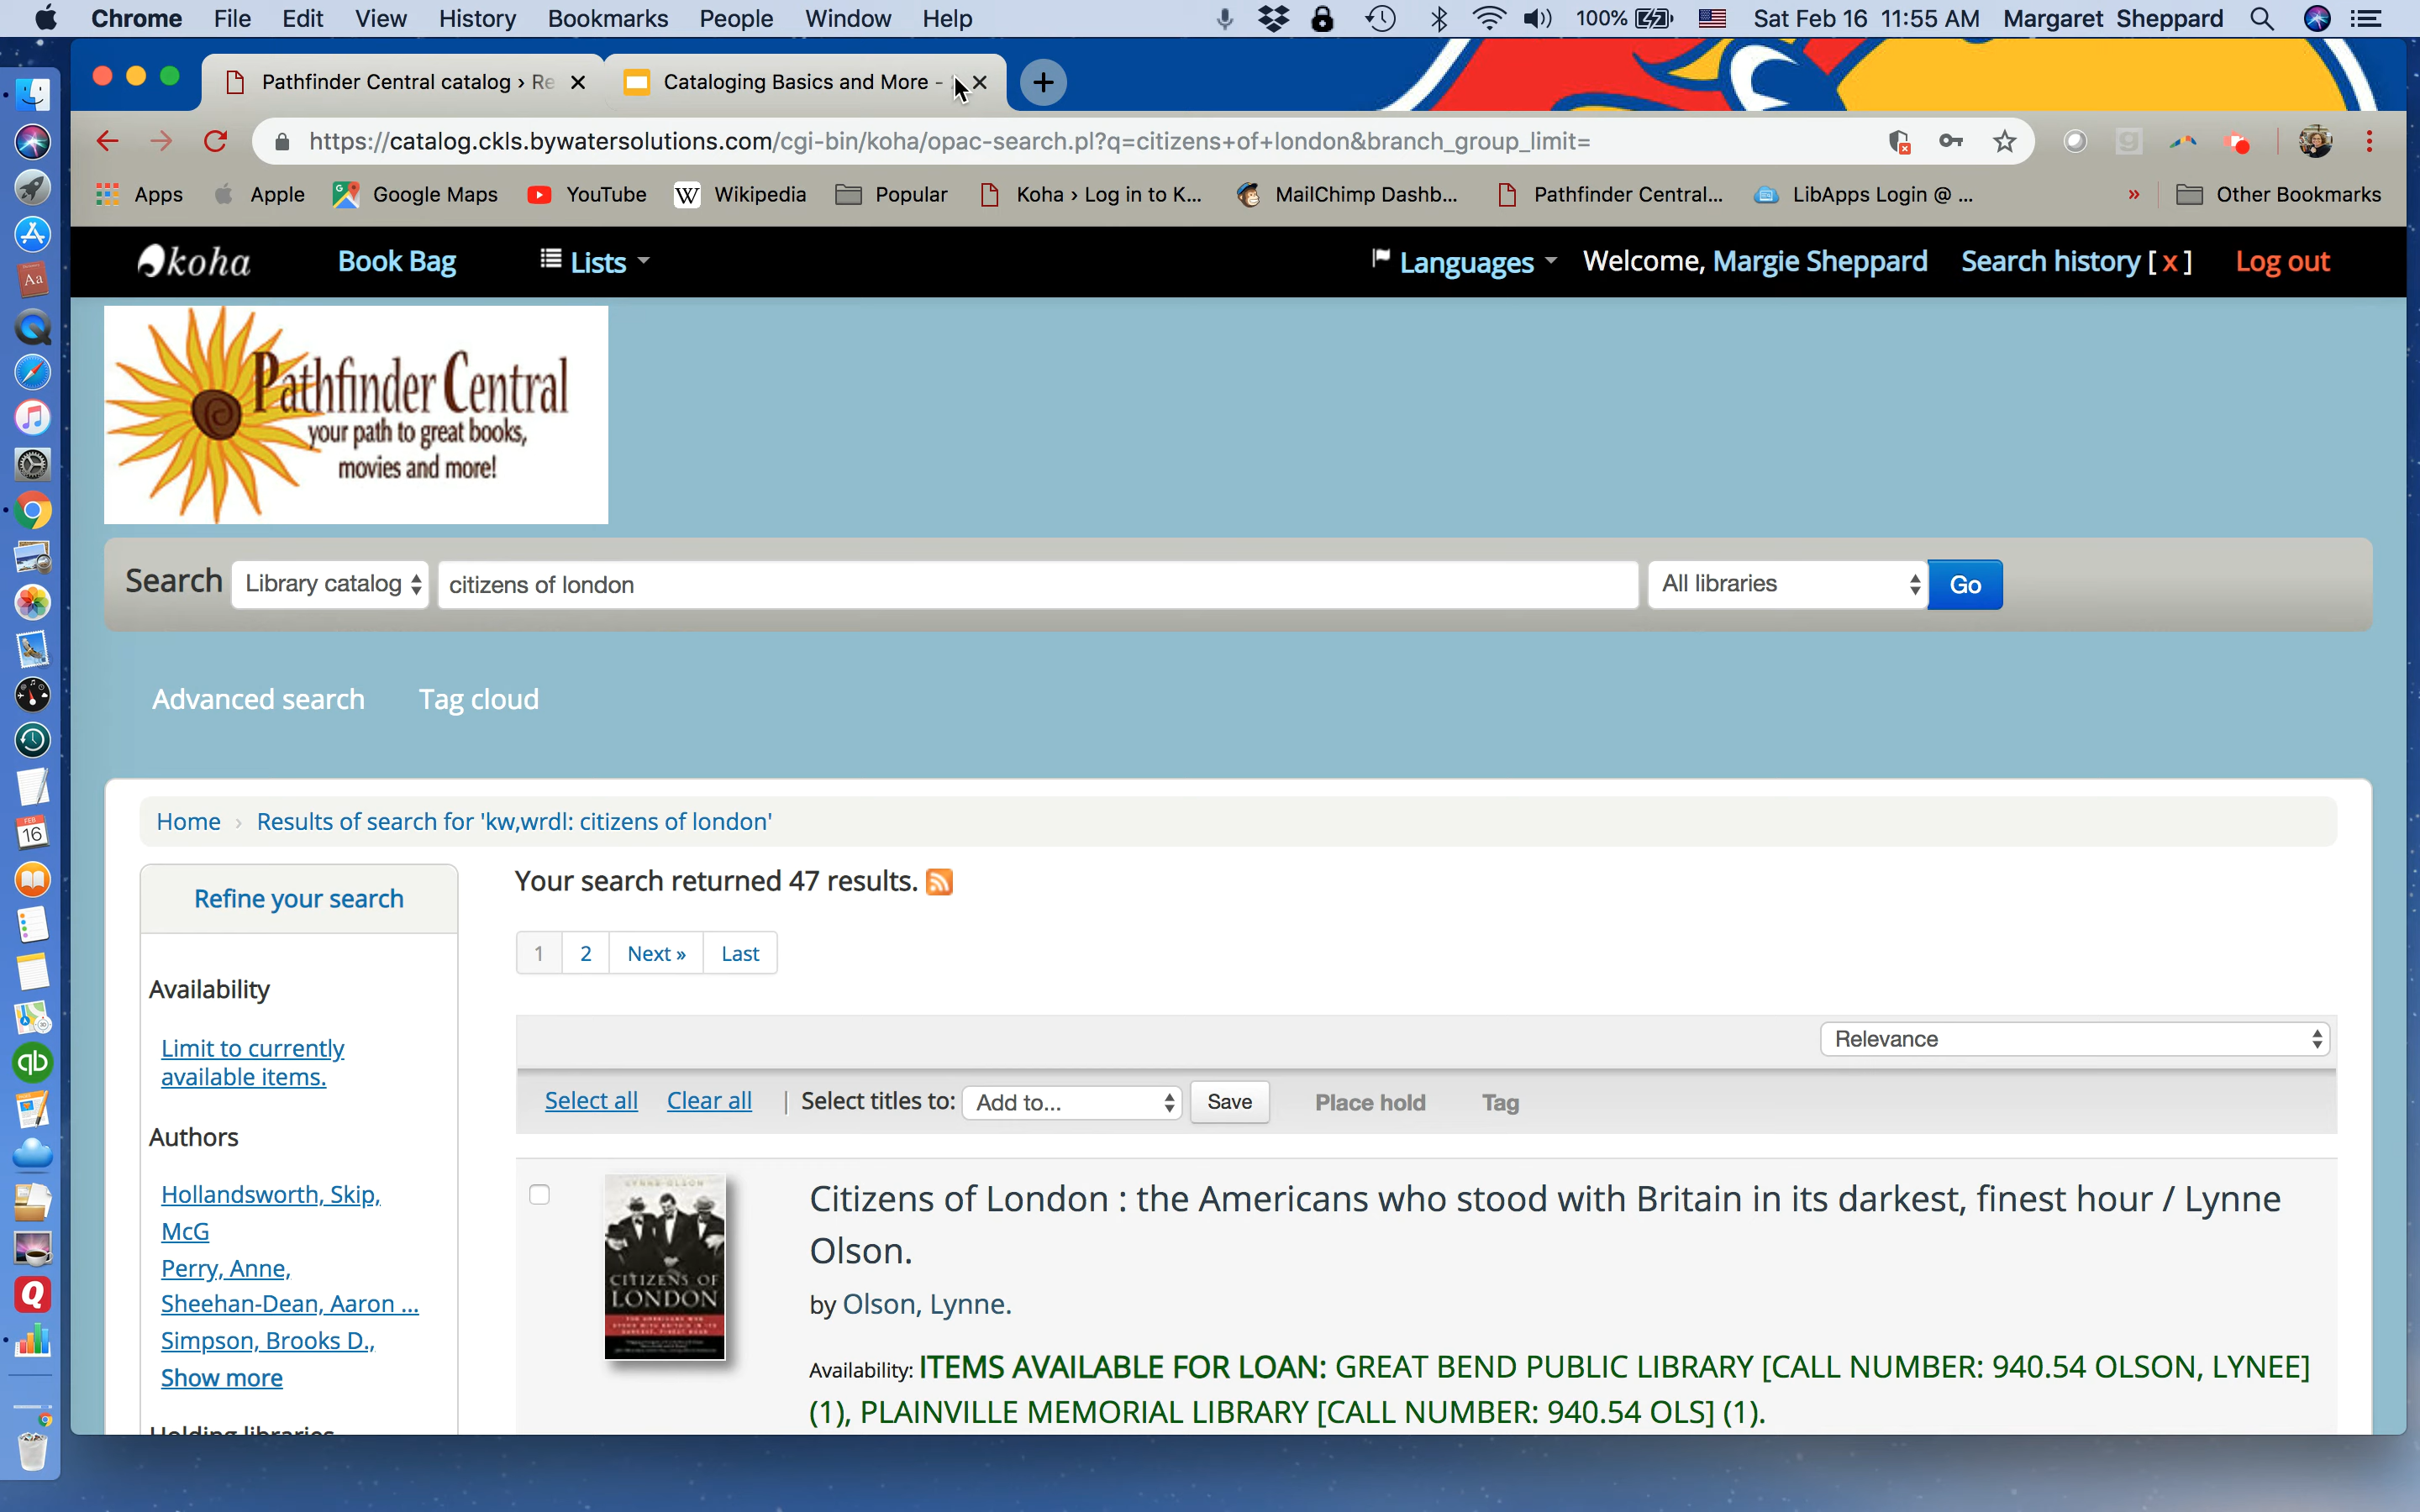 Chrome File Edit View History Bookmarks People Window Help 100% Sat Feb 16 11:55 AM Margaret Sheppard
Pathfinder Central catalog › Re Cataloging Basics and More -
https://catalog.ckls.bywatersolutions.com/cgi-bin/koha/opac-search.pl?q=citizens+of+london&branch_group_limit=
Apps Apple Google Maps YouTube W Wikipedia Popular Koha › Log in to K... MailChimp Dashb... Pathfinder Central... LibApps Login @ ... » Other Bookmarks
koha Book Bag Lists Languages Welcome, Margie Sheppard Search history [ x ] Log out
Pathfinder Central
your path to great books,
movies and more!
Search Library catalog citizens of london All libraries Go
Advanced search Tag cloud
Home › Results of search for 'kw,wrdl: citizens of london'
Refine your search
Your search returned 47 results.
1 2 Next » Last
Availability
Limit to currently
available items.
Relevance
Select all Clear all | Select titles to: Add to... Save Place hold Tag
Authors
Hollandsworth, Skip,
McG
Perry, Anne,
Sheehan-Dean, Aaron ...
Simpson, Brooks D.,
Show more
Holding libraries
LYNNE OLSON
CITIZENS OF
LONDON
Citizens of London : the Americans who stood with Britain in its darkest, finest hour / Lynne
Olson.
by Olson, Lynne.
Availability: ITEMS AVAILABLE FOR LOAN: GREAT BEND PUBLIC LIBRARY [CALL NUMBER: 940.54 OLSON, LYNEE]
(1), PLAINVILLE MEMORIAL LIBRARY [CALL NUMBER: 940.54 OLS] (1).
Aa
FEB
16
qb
Q